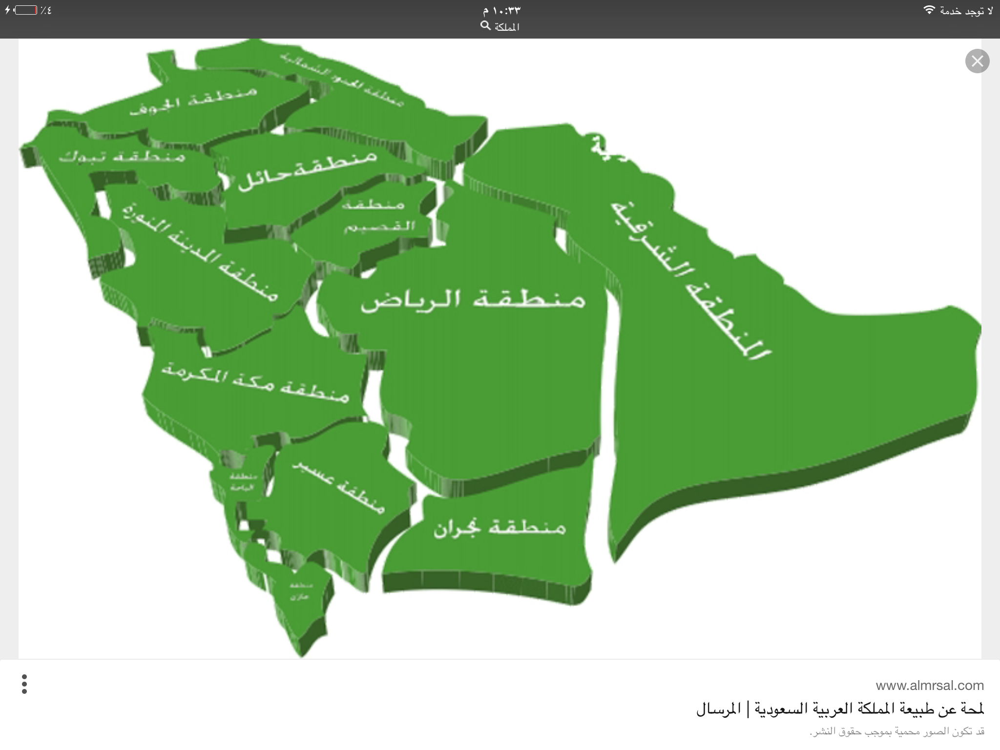 لا توجد خدمة
١٠:٣٣ م
٪٤
المملكة
منطقة الحدود الشمالية
منطقة الجوف
منطقة تبوك
منطقة حائل
منطقة
القصيم
منطقة المدينة المنورة
المنطقة الشرقية
منطقة الرياض
منطقة مكة المكرمة
منطقة
الباحة
منطقة عسير
منطقة نجران
منطقة
جازن
www.almrsal.com
لمحة عن طبيعة المملكة العربية السعودية | المرسال
قد تكون الصور محمية بموجب حقوق النشر.